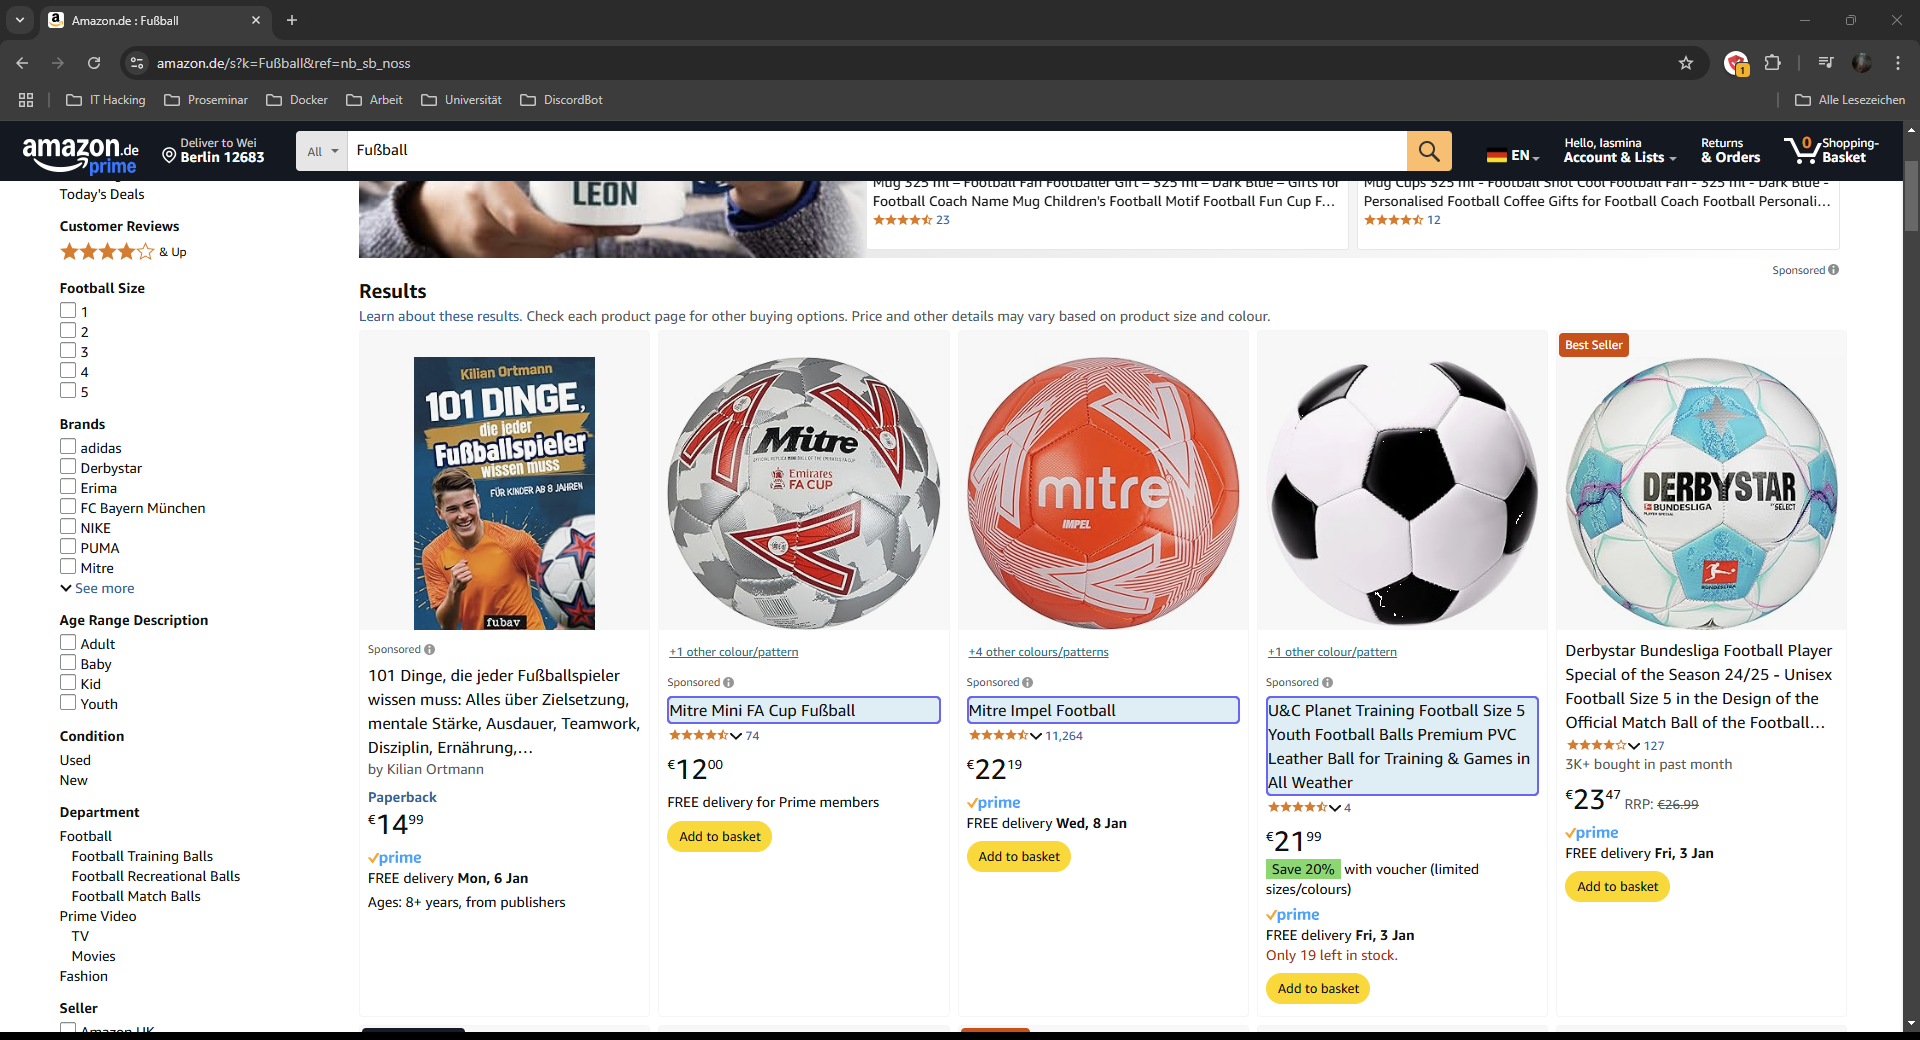 Amazon.de : Fußball
amazon.de/s?k=Fußball&ref=nb_sb_noss
1
IT Hacking
Proseminar
Docker
Arbeit
Universität
DiscordBot
Alle Lesezeichen
amazon.de
prime
Deliver to Wei
Berlin 12683
All
Fußball
EN
Hello, Iasmina
Account & Lists
Returns
& Orders
0
Shopping-
Basket
Today's Deals
Customer Reviews
& Up
Football Size
1
2
3
4
5
Brands
adidas
Derbystar
Erima
FC Bayern München
NIKE
PUMA
Mitre
See more
Age Range Description
Adult
Baby
Kid
Youth
Condition
Used
New
Department
Football
Football Training Balls
Football Recreational Balls
Football Match Balls
Prime Video
TV
Movies
Fashion
Seller
Amazon UK
LEON
Mug 325 ml – Football Fan Footballer Gift – 325 ml – Dark Blue – Gifts for
Football Coach Name Mug Children's Football Motif Football Fun Cup F...
23
Mug Cups 325 ml - Football Shot Cool Football Fan - 325 ml - Dark Blue -
Personalised Football Coffee Gifts for Football Coach Football Personali...
12
Sponsored
Results
Learn about these results. Check each product page for other buying options. Price and other details may vary based on product size and colour.
Kilian Ortmann
101 DINGE,
die jeder
Fußballspieler
wissen muss
FÜR KINDER AB 8 JAHREN
fubav
Sponsored
101 Dinge, die jeder Fußballspieler
wissen muss: Alles über Zielsetzung,
mentale Stärke, Ausdauer, Teamwork,
Disziplin, Ernährung,...
by Kilian Ortmann
Paperback
€14 99
prime
FREE delivery Mon, 6 Jan
Ages: 8+ years, from publishers
Mitre
Emirates
FA CUP
+1 other colour/pattern
Sponsored
Mitre Mini FA Cup Fußball
74
€12 00
FREE delivery for Prime members
Add to basket
mitre
IMPEL
+4 other colours/patterns
Sponsored
Mitre Impel Football
11,264
€22 19
prime
FREE delivery Wed, 8 Jan
Add to basket
+1 other colour/pattern
Sponsored
U&C Planet Training Football Size 5
Youth Football Balls Premium PVC
Leather Ball for Training & Games in
All Weather
4
€21 99
Save 20% with voucher (limited
sizes/colours)
prime
FREE delivery Fri, 3 Jan
Only 19 left in stock.
Add to basket
Best Seller
DERBYSTAR
BUNDESLIGA
SELECT
BUNDESLIGA
Derbystar Bundesliga Football Player
Special of the Season 24/25 - Unisex
Football Size 5 in the Design of the
Official Match Ball of the Football...
127
3K+ bought in past month
€23 47 RRP: €26.99
prime
FREE delivery Fri, 3 Jan
Add to basket